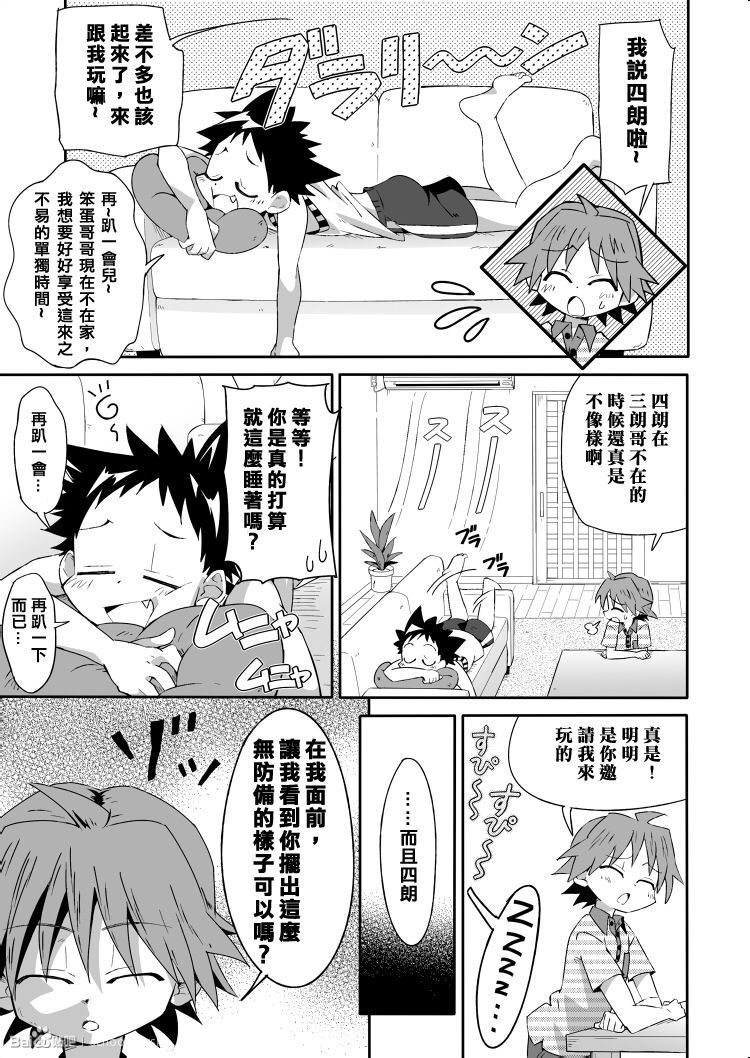 我説四朗啦~
ダラリ〜ン
差不多也該
起來了，來
跟我玩嘛~
再~趴一會兒~
笨蛋哥哥現在不在家，
我想要好好享受這來之
不易的單獨時間~
四朗在
三朗哥不在的
時候還真是
不像樣啊
スー
スー
ブラ
ブラ
等等！
你是真的打算
就這麼睡著嗎？
再趴一會…
再趴一下
而已…
ムニャ
ムニャ
真是！
明明
是你邀
請我來
玩的
すぴ〜
すぴ〜〜
NNNN…
……而且四朗
在我面前，
讓我看到你擺出這麼
無防備的樣子可以嗎？